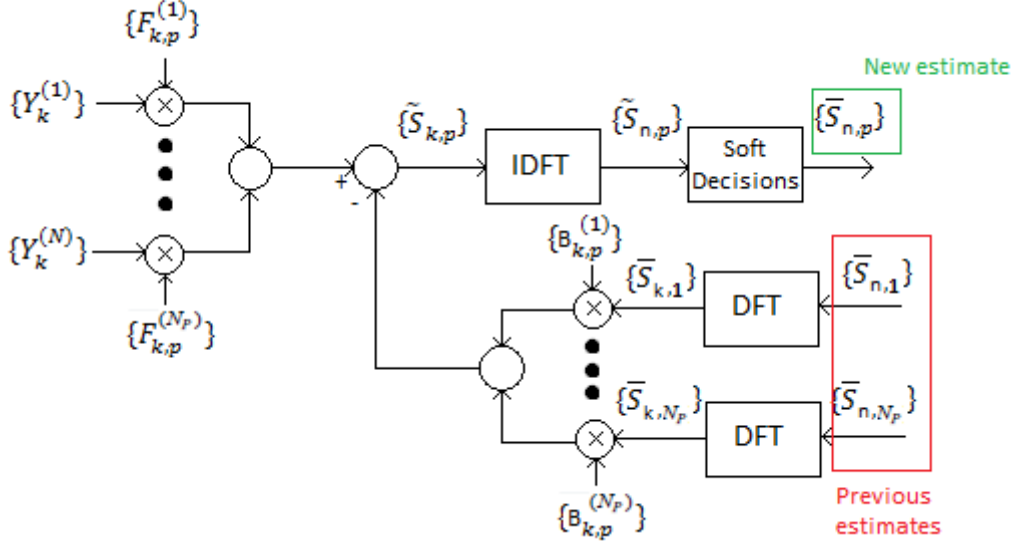 {F_{k,p}^{(1)}}
New estimate
{Y_k^{(1)}}
{S̃_{k,p}}
{S̃_{n,p}}
{S̅_{n,p}}
IDFT
Soft
Decisions
+
-
{Y_k^{(N)}}
{F_{k,p}^{(N_P)}}
{B_{k,p}^{(1)}}
{S̅_{k,1}}
DFT
{S̅_{n,1}}
{S̅_{k,N_P}}
DFT
{S̅_{n,N_P}}
{B_{k,p}^{(N_P)}}
Previous
estimates